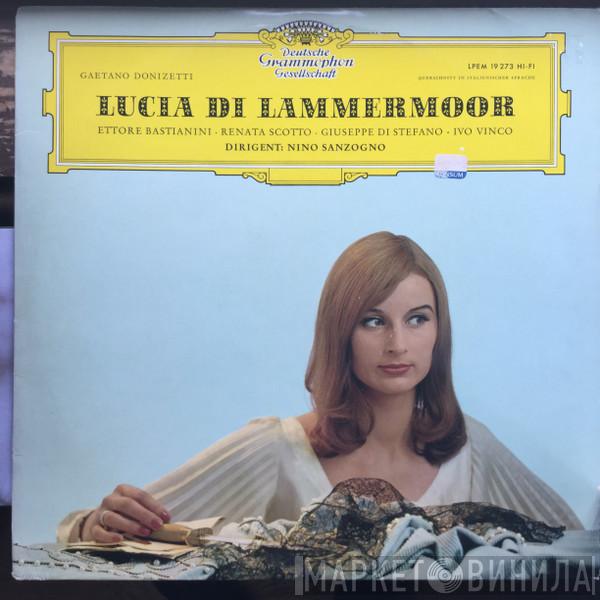 Deutsche
Grammophon
Gesellschaft
GAETANO DONIZETTI
LPEM 19 273 HI-FI
QUERSCHNITT IN ITALIENISCHER SPRACHE
LUCIA DI LAMMERMOOR
ETTORE BASTIANINI · RENATA SCOTTO · GIUSEPPE DI STEFANO · IVO VINCO
DIRIGENT: NINO SANZOGNO
МАРКЕТ ВИНИЛА